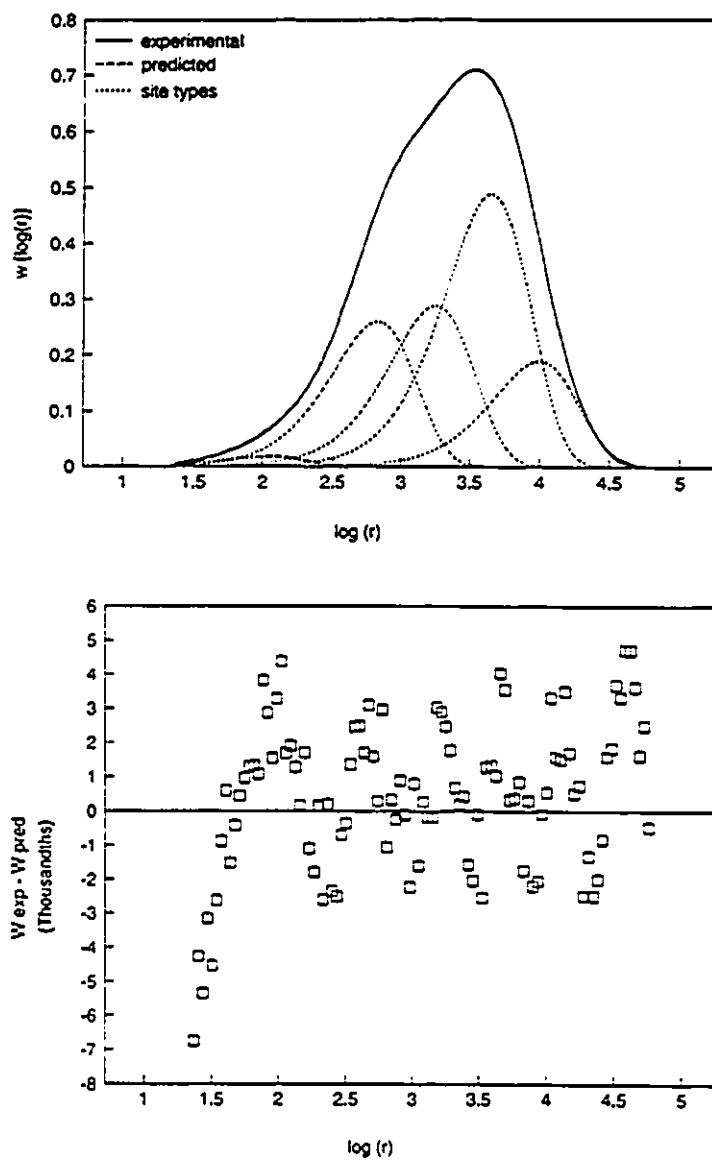 0.8
experimental
predicted
site types
0.7
0.6
0.5
0.4
0.3
0.2
0.1
0
w [log(r)]
1 1.5 2 2.5 3 3.5 4 4.5 5
log (r)
6
5
4
3
2
1
0
-1
-2
-3
-4
-5
-6
-7
-8
W exp - W pred
(Thousandths)
1 1.5 2 2.5 3 3.5 4 4.5 5
log (r)